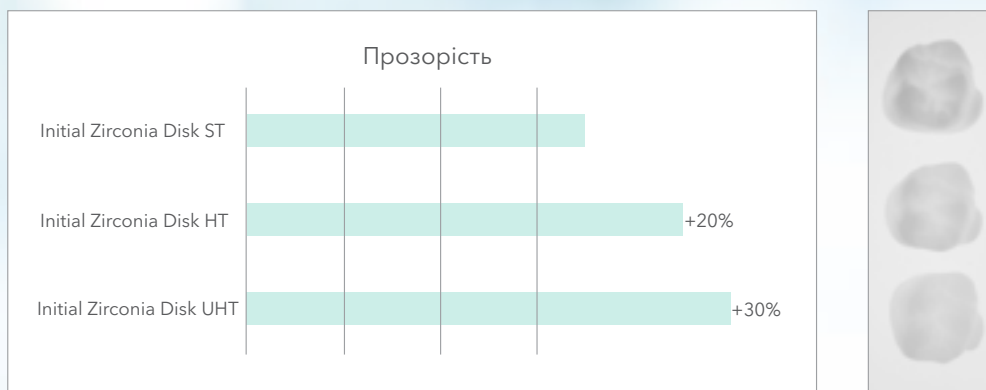 Прозорість
Initial Zirconia Disk ST
Initial Zirconia Disk HT
+20%
Initial Zirconia Disk UHT
+30%